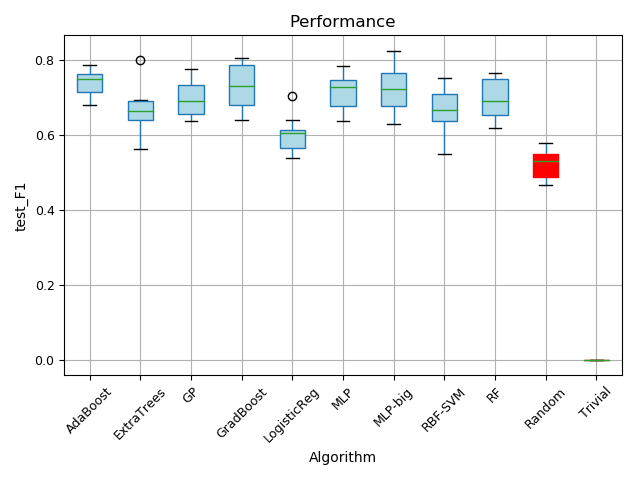 Performance
test_F1
0.8
0.6
0.4
0.2
0.0
AdaBoost
ExtraTrees
GP
GradBoost
LogisticReg
MLP
MLP-big
RBF-SVM
RF
Random
Trivial
Algorithm